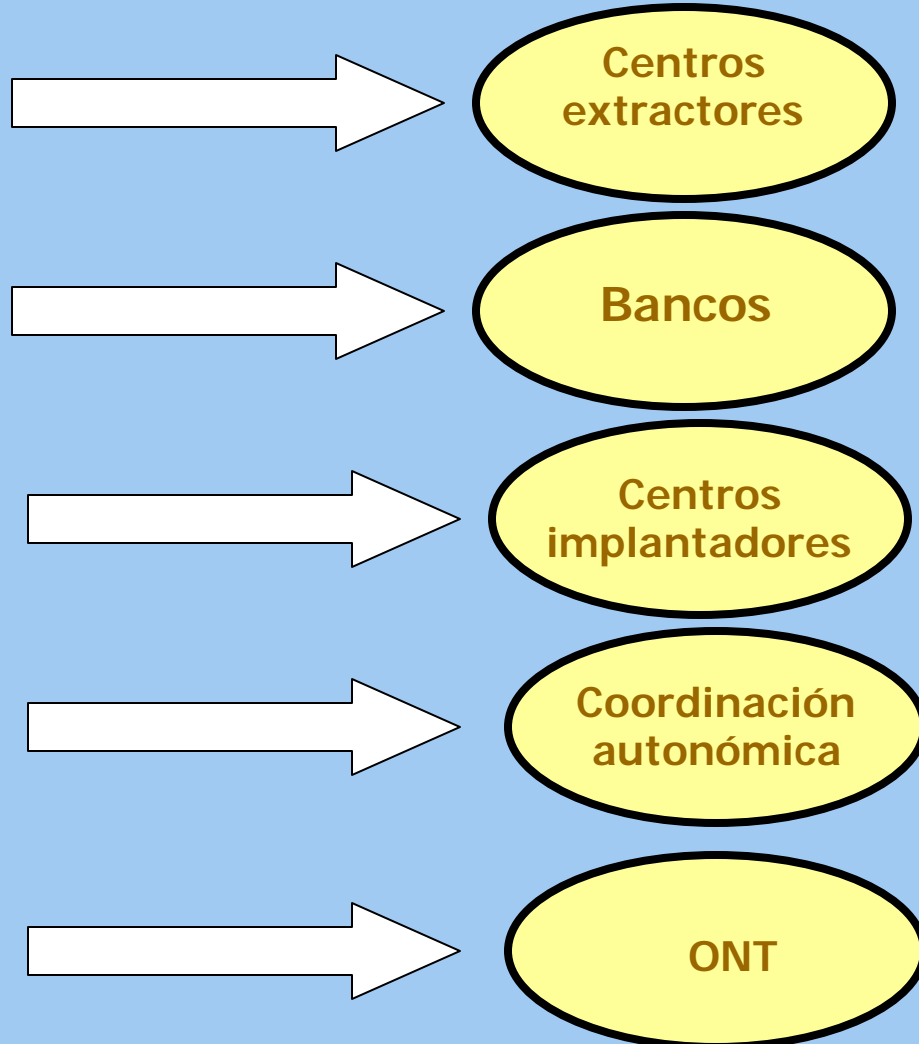 Centros
extractores
Bancos
Centros
implantadores
Coordinación
autonómica
ONT